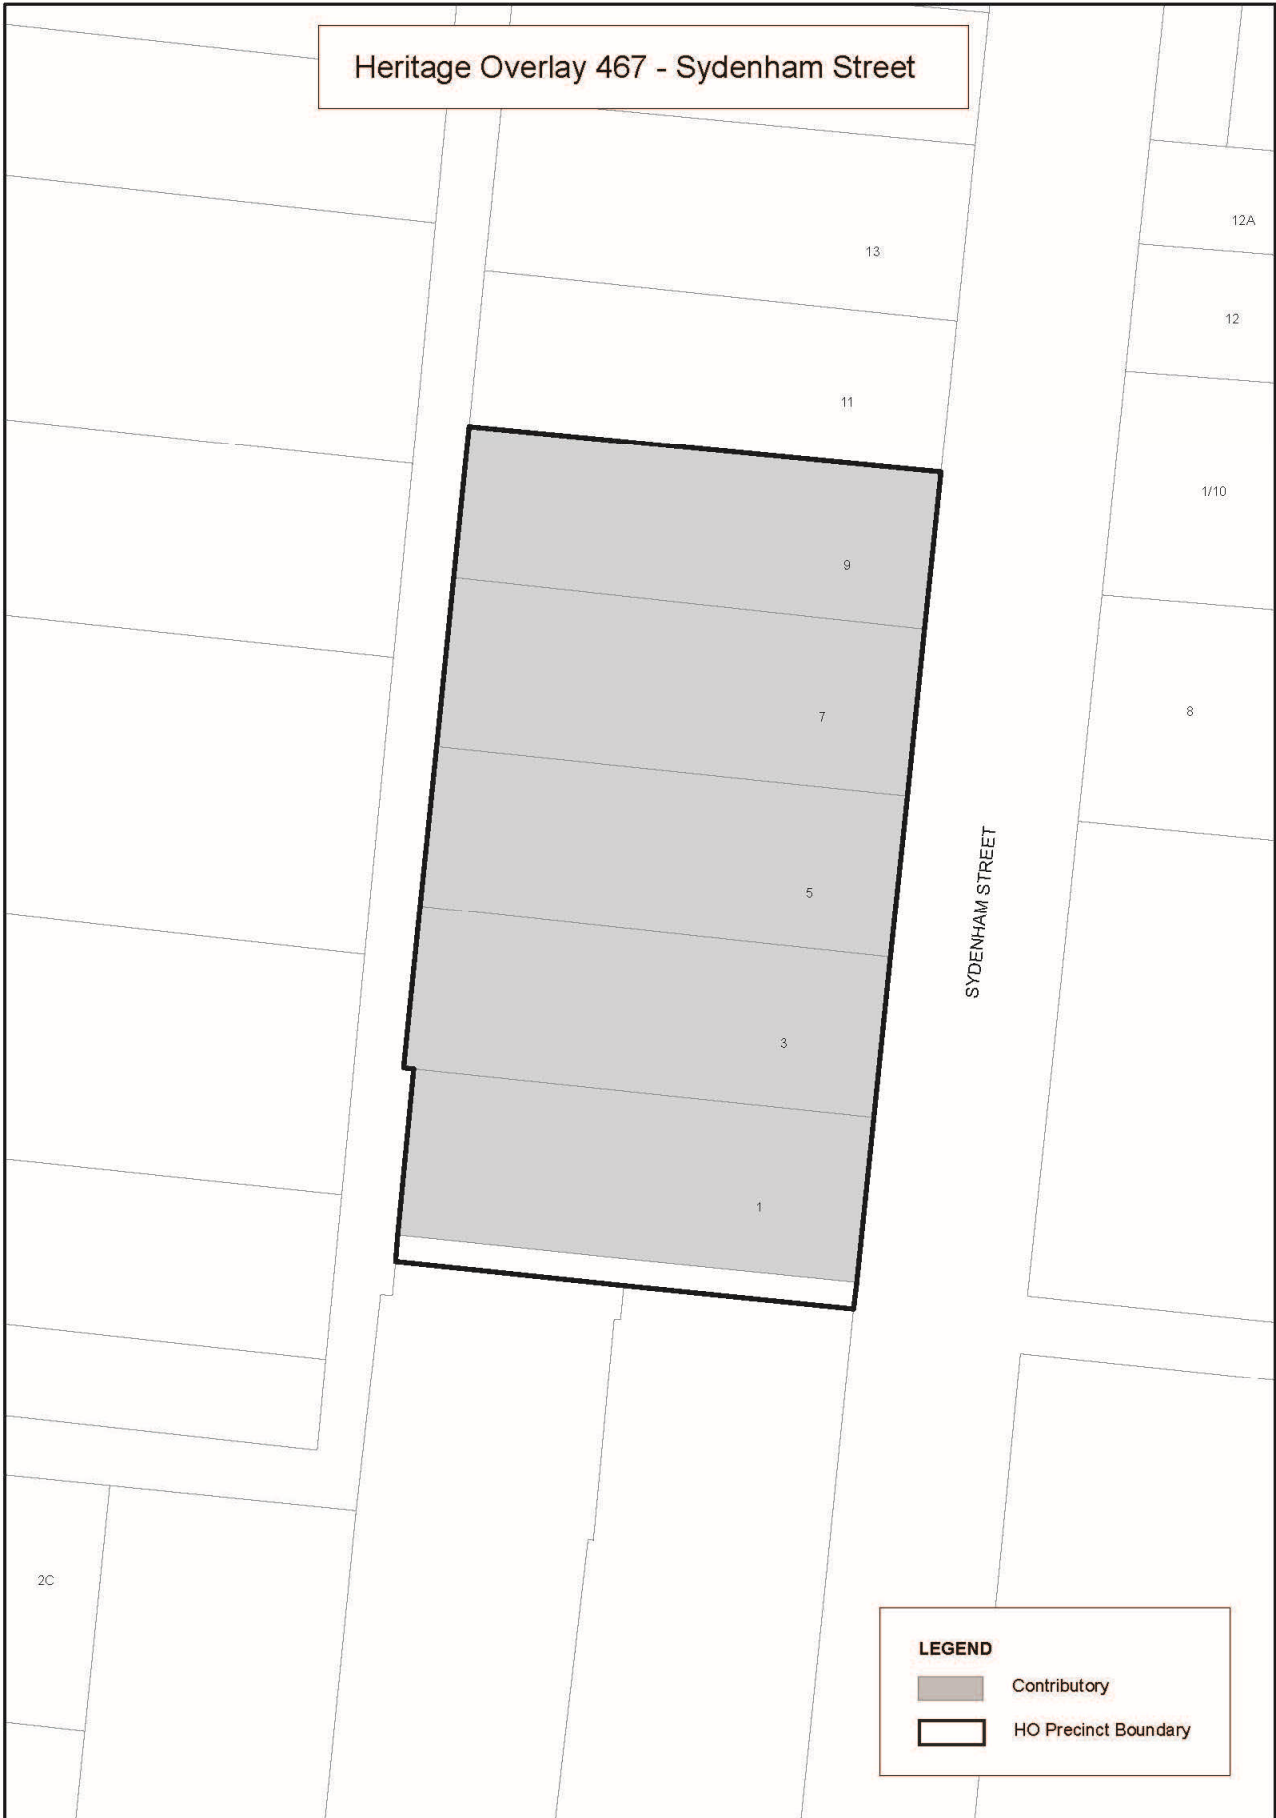 Heritage Overlay 467 - Sydenham Street
12A
13
12
11
1/10
9
8
7
5
SYDENHAM STREET
3
1
2C
LEGEND
Contributory
HO Precinct Boundary